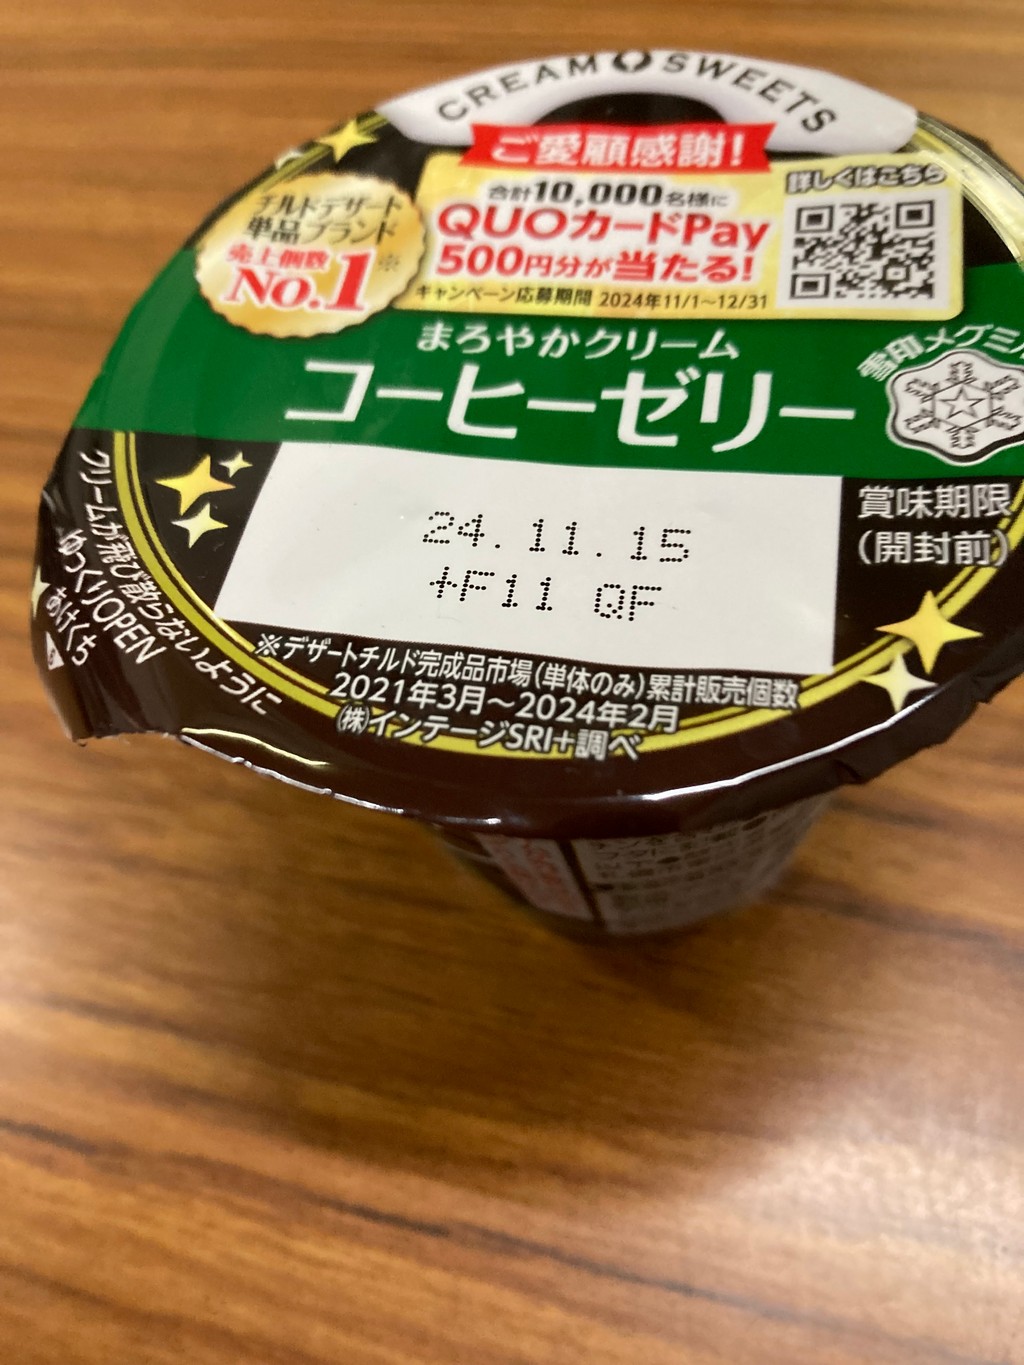 CREAM SWEETS
ご愛顧感謝!
合計10,000名様に
QUOカードPay
500円分が当たる!
キャンペーン応募期間 2024年11/1~12/31
詳しくはこちら
チルドデザート
単品ブランド
売上個数
No.1※
まろやかクリーム
コーヒーゼリー
雪印メグミル
賞味期限
(開封前)
24.11.15
+F11 QF
※デザートチルド完成品市場(単体のみ)累計販売個数
2021年3月~2024年2月
(株)インテージSRI+調べ
クリームが飛び散らないように
ゆっくりOPEN
あけくち